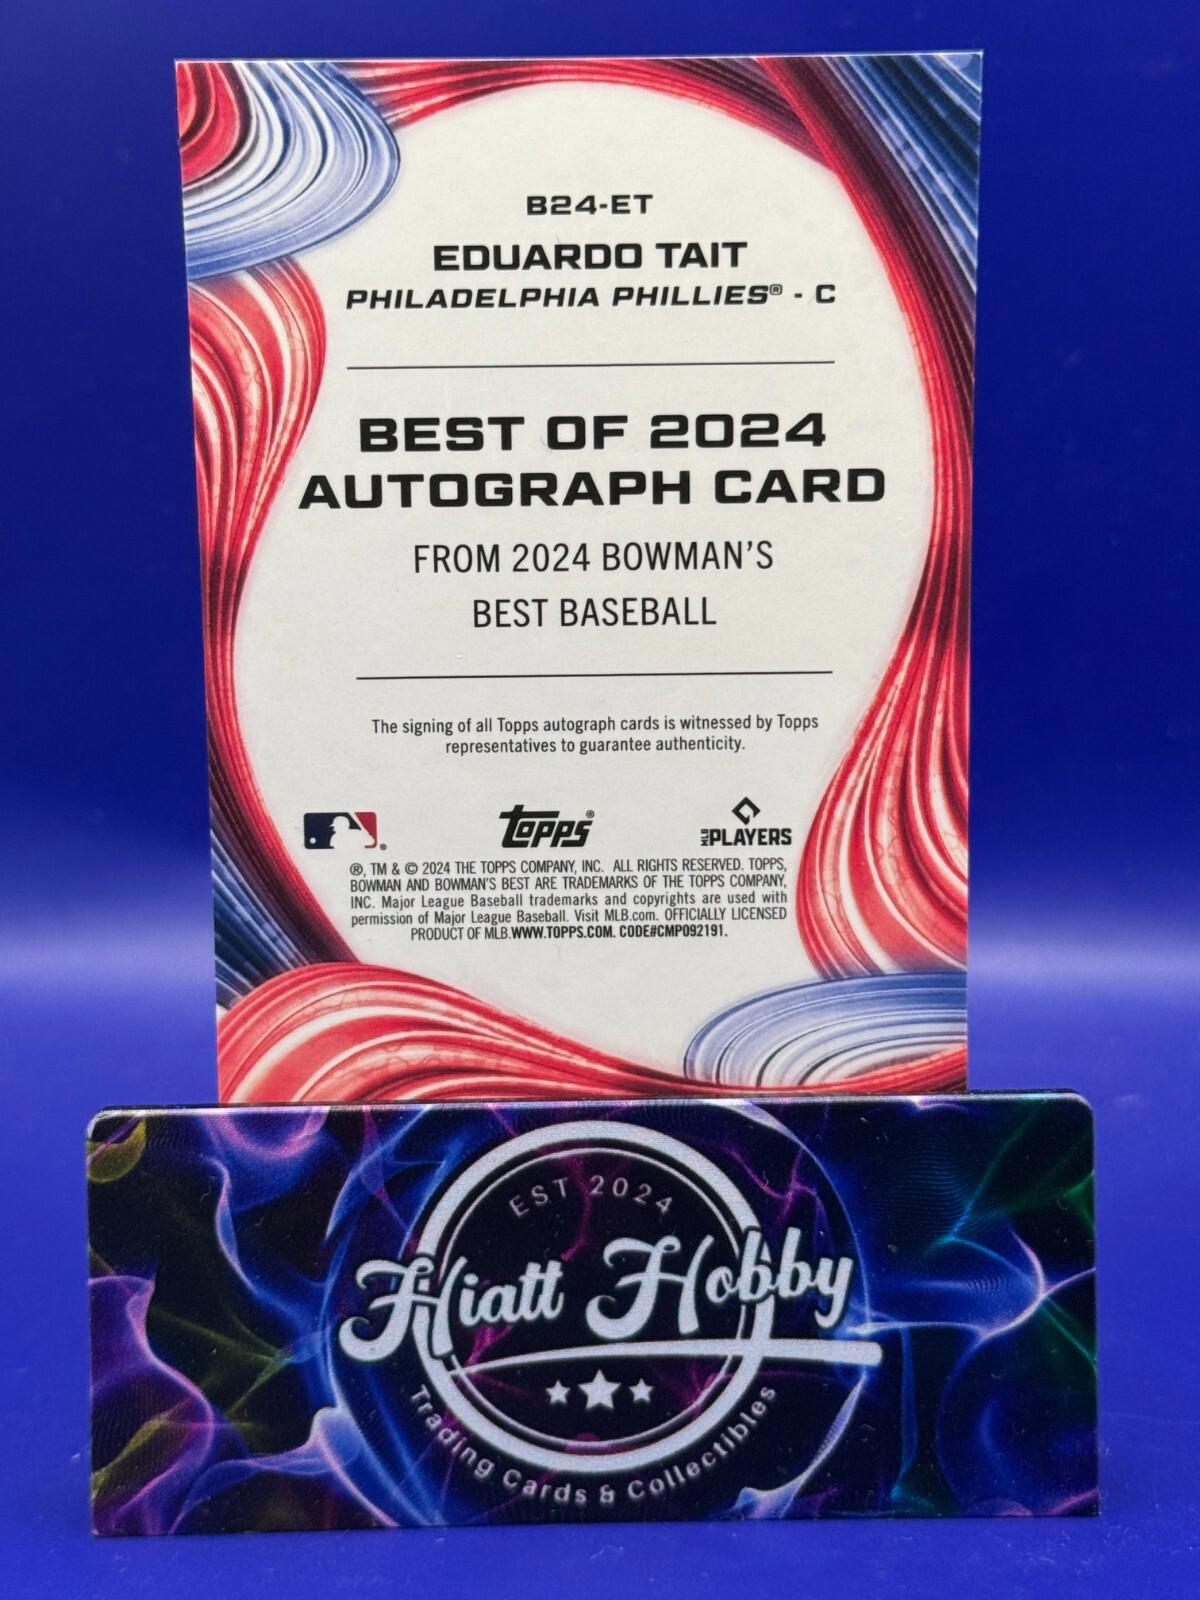 B24-ET
EDUARDO TAIT
PHILADELPHIA PHILLIES® - C
BEST OF 2024
AUTOGRAPH CARD
FROM 2024 BOWMAN'S
BEST BASEBALL
The signing of all Topps autograph cards is witnessed by Topps
representatives to guarantee authenticity.
topps®
MLB PLAYERS
®, TM & © 2024 THE TOPPS COMPANY, INC. ALL RIGHTS RESERVED. TOPPS,
BOWMAN AND BOWMAN'S BEST ARE TRADEMARKS OF THE TOPPS COMPANY,
INC. Major League Baseball trademarks and copyrights are used with
permission of Major League Baseball. Visit MLB.com. OFFICIALLY LICENSED
PRODUCT OF MLB.WWW.TOPPS.COM. CODE#CMP092191.
EST 2024
Hiatt Hobby
Trading Cards & Collectibles